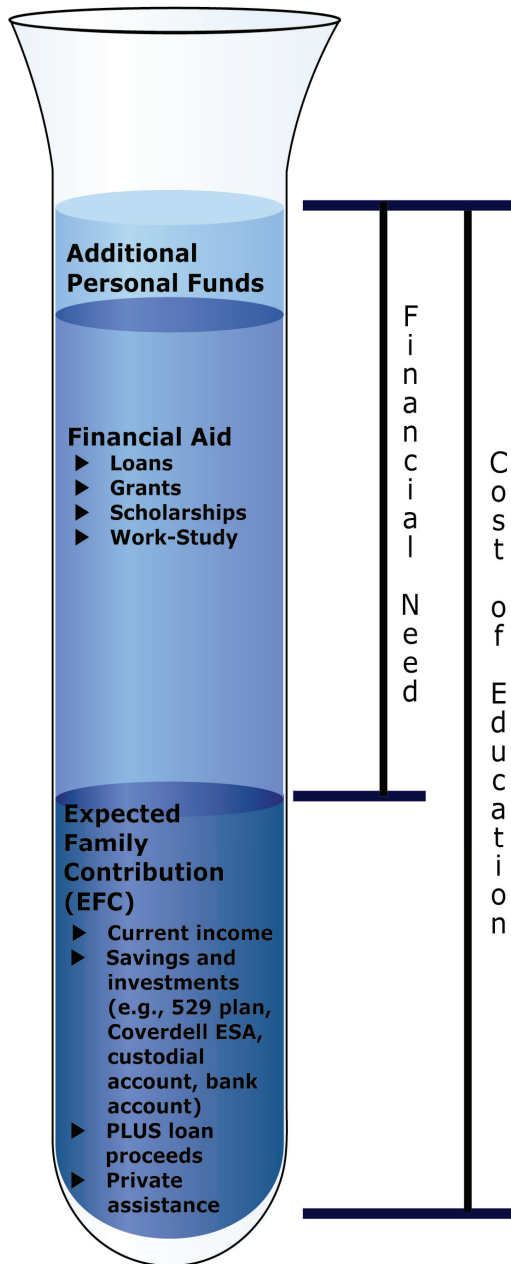 Additional
Personal Funds
Financial Aid
▶ Loans
▶ Grants
▶ Scholarships
▶ Work-Study
Expected
Family
Contribution
(EFC)
▶ Current income
▶ Savings and
investments
(e.g., 529 plan,
Coverdell ESA,
custodial
account, bank
account)
▶ PLUS loan
proceeds
▶ Private
assistance
Financial Need
Cost of Education